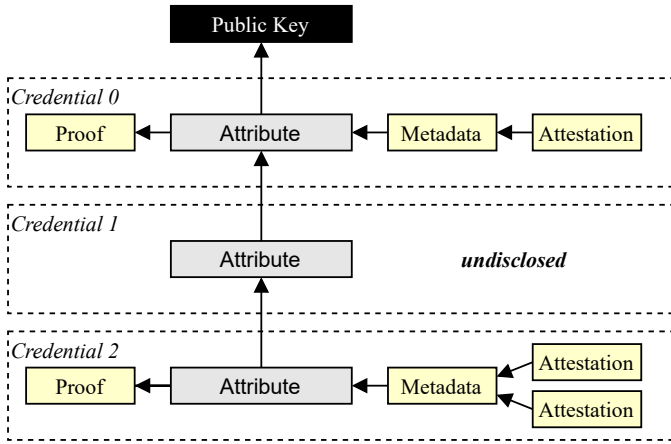 Public Key
Credential 0
Proof
Attribute
Metadata
Attestation
Credential 1
Attribute
undisclosed
Credential 2
Proof
Attribute
Metadata
Attestation
Attestation